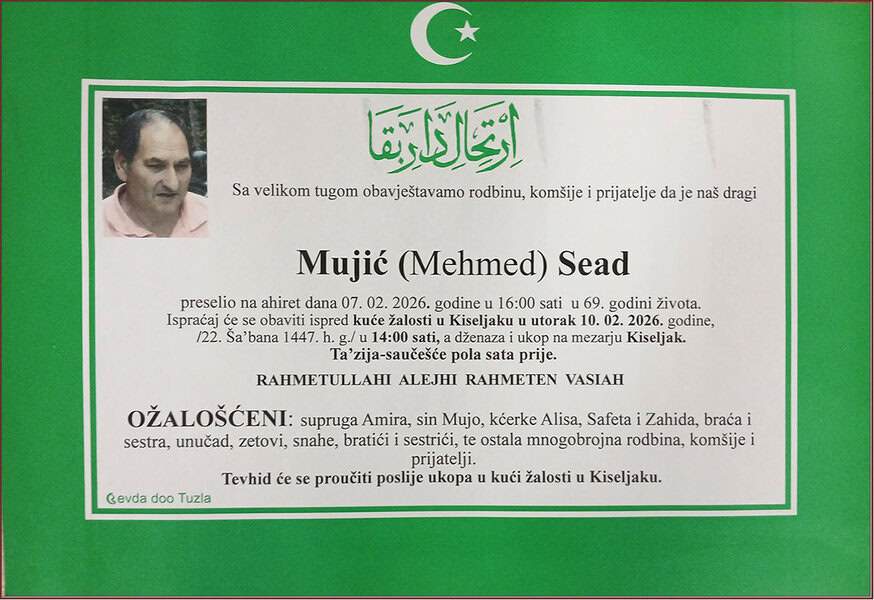 اِرْتِحَالِ دَارِ بَقَا
Sa velikom tugom obavještavamo rodbinu, komšije i prijatelje da je naš dragi
Mujić (Mehmed) Sead
preselio na ahiret dana 07. 02. 2026. godine u 16:00 sati u 69. godini života.
Ispraćaj će se obaviti ispred kuće žalosti u Kiseljaku u utorak 10. 02. 2026. godine,
/22. Ša'bana 1447. h. g./ u 14:00 sati, a dženaza i ukop na mezarju Kiseljak.
Ta'zija-saučešće pola sata prije.
RAHMETULLAHI ALEJHI RAHMETEN VASIAH
OŽALOŠĆENI: supruga Amira, sin Mujo, kćerke Alisa, Safeta i Zahida, braća i
sestra, unučad, zetovi, snahe, bratići i sestrići, te ostala mnogobrojna rodbina, komšije i
prijatelji.
Tevhid će se proučiti poslije ukopa u kući žalosti u Kiseljaku.
Ćevda doo Tuzla